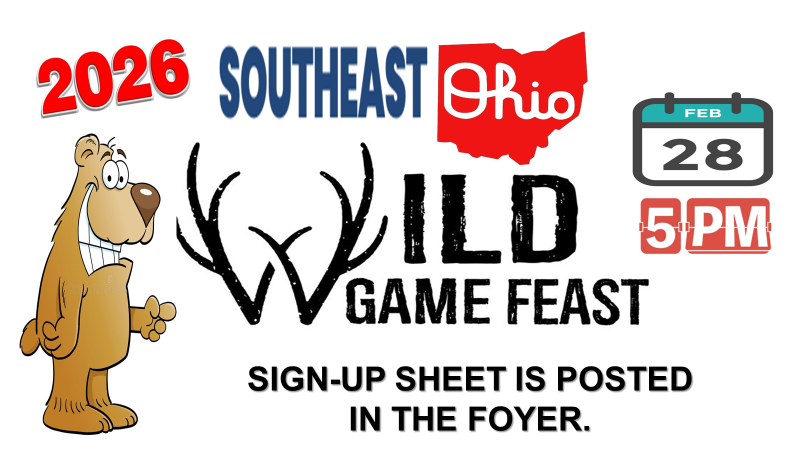 2026
SOUTHEAST Ohio
FEB
28
5 PM
WILD
GAME FEAST
SIGN-UP SHEET IS POSTED
IN THE FOYER.